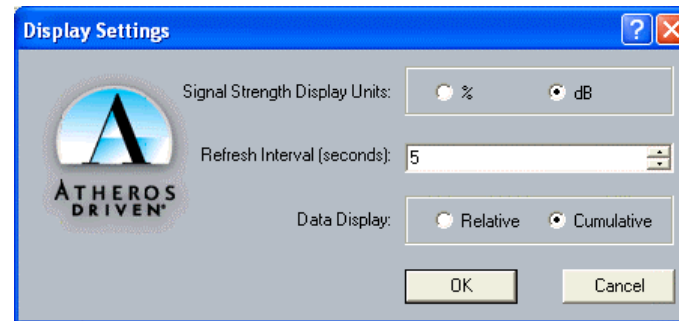 Display Settings
Signal Strength Display Units: % dB
Refresh Interval (seconds): 5
ATHEROS
DRIVEN
Data Display: Relative Cumulative
OK Cancel